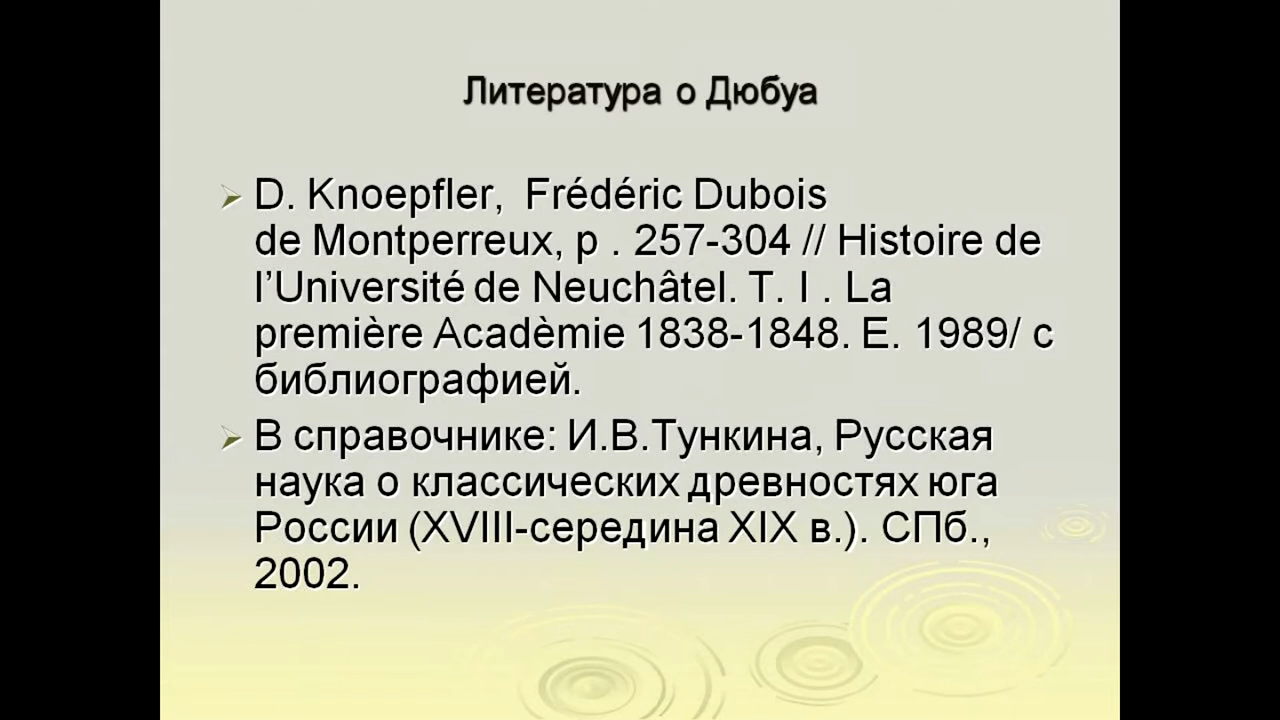 Литература о Дюбуа
D. Knoepfler, Frédéric Dubois
de Montperreux, p . 257-304 // Histoire de
l’Université de Neuchâtel. T. I . La
première Acadèmie 1838-1848. E. 1989/ с
библиографией.
В справочнике: И.В.Тункина, Русская
наука о классических древностях юга
России (XVIII-середина XIX в.). СПб.,
2002.